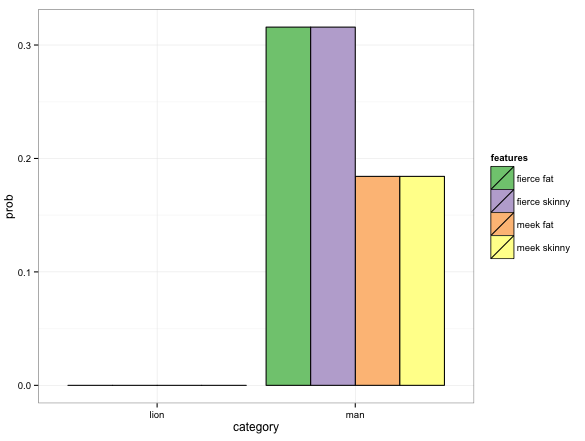 0.3
0.2
0.1
0.0
prob
lion
man
category
features
fierce fat
fierce skinny
meek fat
meek skinny